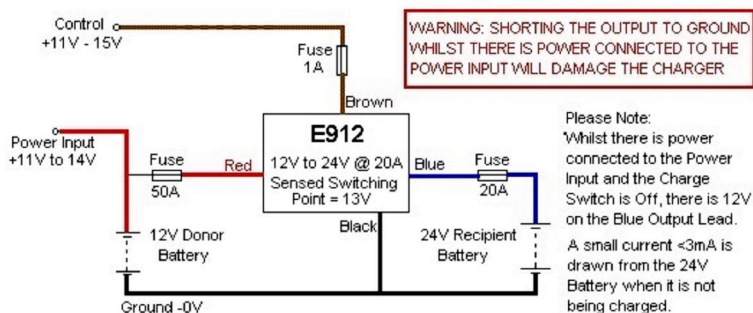 Control
+11V - 15V
Fuse
1A
Brown
WARNING: SHORTING THE OUTPUT TO GROUND
WHILST THERE IS POWER CONNECTED TO THE
POWER INPUT WILL DAMAGE THE CHARGER
Power Input
+11V to 14V
Fuse
50A
Red
E912
12V to 24V @ 20A
Sensed Switching
Point = 13V
Blue
Fuse
20A
Black
12V Donor
Battery
24V Recipient
Battery
Ground -0V
Please Note:
Whilst there is power
connected to the Power
Input and the Charge
Switch is Off, there is 12V
on the Blue Output Lead.
A small current <3mA is
drawn from the 24V
Battery when it is not
being charged.